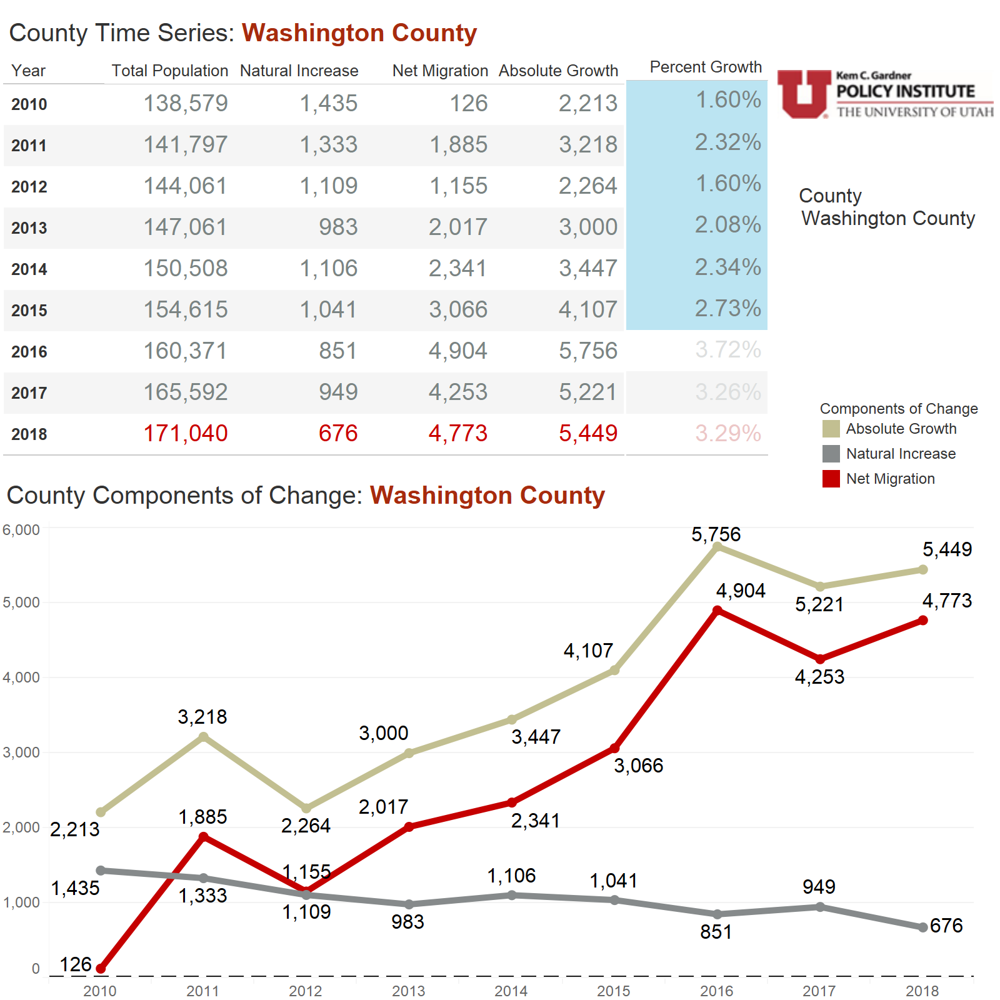 County Time Series: Washington County
Year Total Population Natural Increase Net Migration Absolute Growth Percent Growth
2010 138,579 1,435 126 2,213 1.60%
2011 141,797 1,333 1,885 3,218 2.32%
2012 144,061 1,109 1,155 2,264 1.60%
2013 147,061 983 2,017 3,000 2.08%
2014 150,508 1,106 2,341 3,447 2.34%
2015 154,615 1,041 3,066 4,107 2.73%
2016 160,371 851 4,904 5,756 3.72%
2017 165,592 949 4,253 5,221 3.26%
2018 171,040 676 4,773 5,449 3.29%
U
Kem C. Gardner
POLICY INSTITUTE
THE UNIVERSITY OF UTAH
County
Washington County
Components of Change
Absolute Growth
Natural Increase
Net Migration
County Components of Change: Washington County
6,000
5,000
4,000
3,000
2,000
1,000
0
2,213
3,218
2,264
3,000
3,447
4,107
5,756
5,221
5,449
126
1,885
1,155
2,017
2,341
3,066
4,904
4,253
4,773
1,435
1,333
1,109
983
1,106
1,041
851
949
676
2010 2011 2012 2013 2014 2015 2016 2017 2018